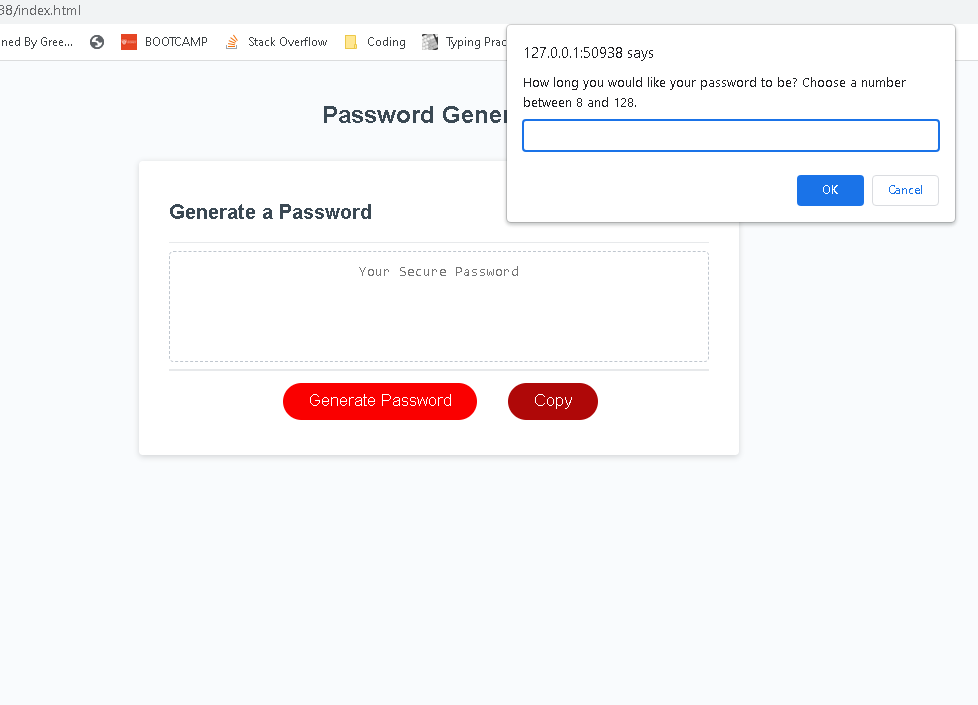 38/index.html
ned By Gree... BOOTCAMP Stack Overflow Coding Typing Prac
127.0.0.1:50938 says
How long you would like your password to be? Choose a number
between 8 and 128.
OK Cancel
Password Gener
Generate a Password
Your Secure Password
Generate Password Copy